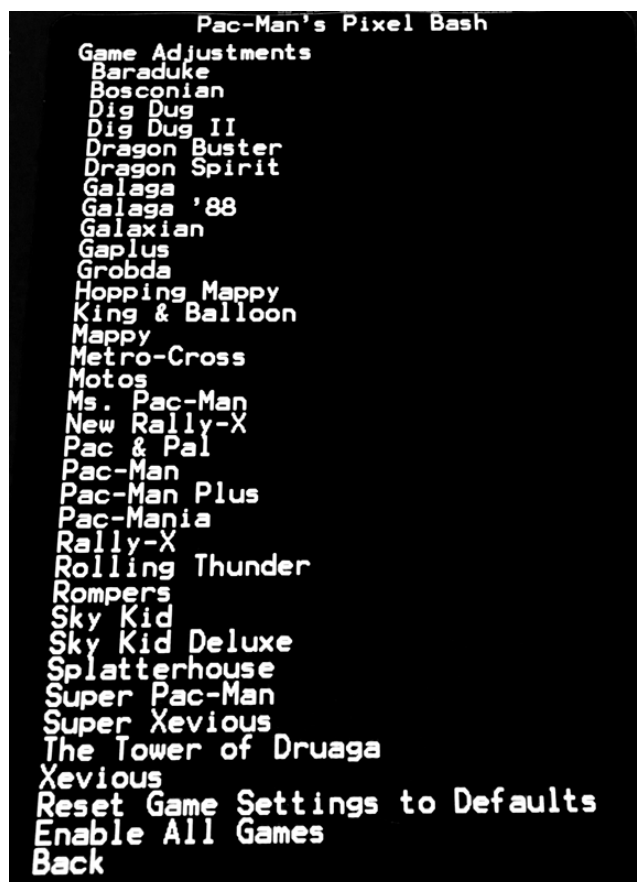 Pac-Man's Pixel Bash
Game Adjustments
Baraduke
Bosconian
Dig Dug
Dig Dug II
Dragon Buster
Dragon Spirit
Galaga
Galaga '88
Galaxian
Gaplus
Grobda
Hopping Mappy
King & Balloon
Mappy
Metro-Cross
Motos
Ms. Pac-Man
New Rally-X
Pac & Pal
Pac-Man
Pac-Man Plus
Pac-Mania
Rally-X
Rolling Thunder
Rompers
Sky Kid
Sky Kid Deluxe
Splatterhouse
Super Pac-Man
Super Xevious
The Tower of Druaga
Xevious
Reset Game Settings to Defaults
Enable All Games
Back